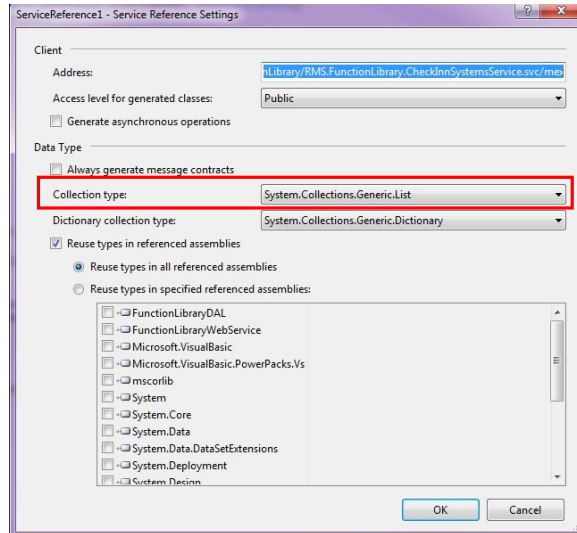 ServiceReference1 - Service Reference Settings
Client
Address: nLibrary/RMS.FunctionLibrary.CheckInnSystemsService.svc/mex
Access level for generated classes: Public
Generate asynchronous operations
Data Type
Always generate message contracts
Collection type: System.Collections.Generic.List
Dictionary collection type: System.Collections.Generic.Dictionary
Reuse types in referenced assemblies
Reuse types in all referenced assemblies
Reuse types in specified referenced assemblies:
FunctionLibraryDAL
FunctionLibraryWebService
Microsoft.VisualBasic
Microsoft.VisualBasic.PowerPacks.Vs
mscorlib
System
System.Core
System.Data
System.Data.DataSetExtensions
System.Deployment
System.Design
OK Cancel